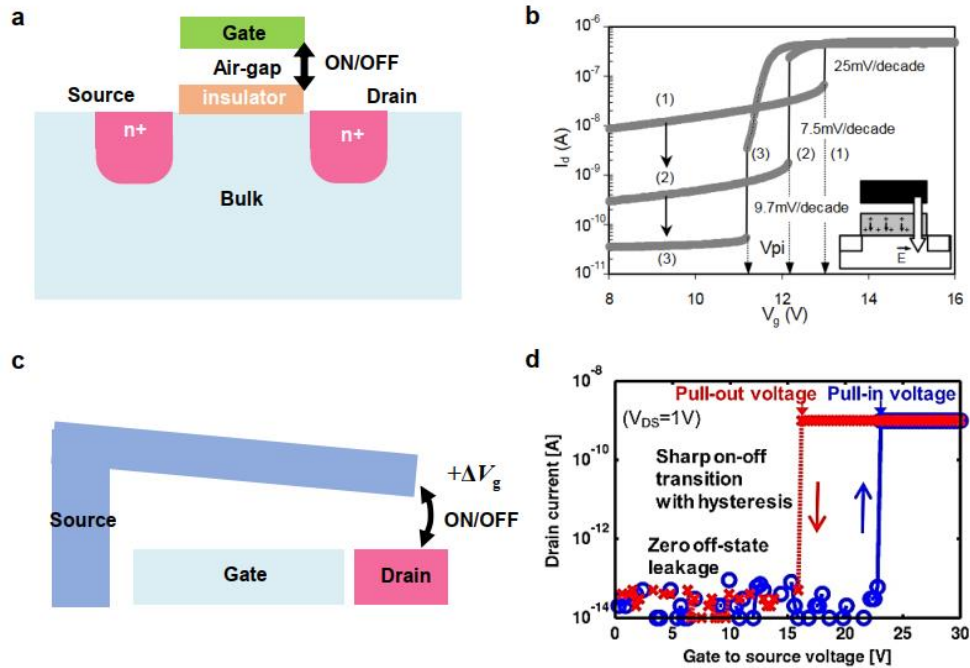 a
Gate
Air-gap
ON/OFF
Source
insulator
Drain
n+
n+
Bulk
b
10⁻⁶
10⁻⁷
10⁻⁸
10⁻⁹
10⁻¹⁰
10⁻¹¹
I_d (A)
(1)
(2)
(3)
25mV/decade
7.5mV/decade
(3) (2) (1)
9.7mV/decade
Vpi
E
8 10 12 14 16
V_g (V)
c
+ΔV_g
ON/OFF
Source
Gate
Drain
d
10⁻⁸
10⁻¹⁰
10⁻¹²
10⁻¹⁴
Drain current [A]
Pull-out voltage Pull-in voltage
(V_DS=1V)
Sharp on-off
transition
with hysteresis
Zero off-state
leakage
0 5 10 15 20 25 30
Gate to source voltage [V]